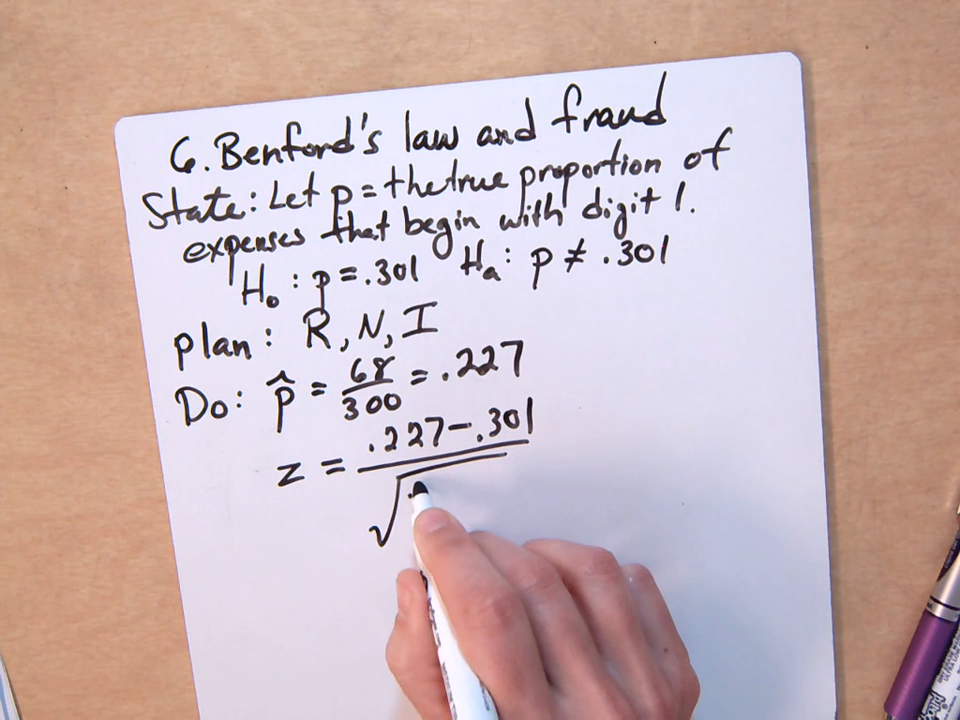 6. Benford's law and fraud
State: Let p = the true proportion of
expenses that begin with digit 1.
H₀ : p = .301 Hₐ : p ≠ .301
plan : R, N, I
Do: p̂ = 68/300 = .227
z = .227 - .301
√.